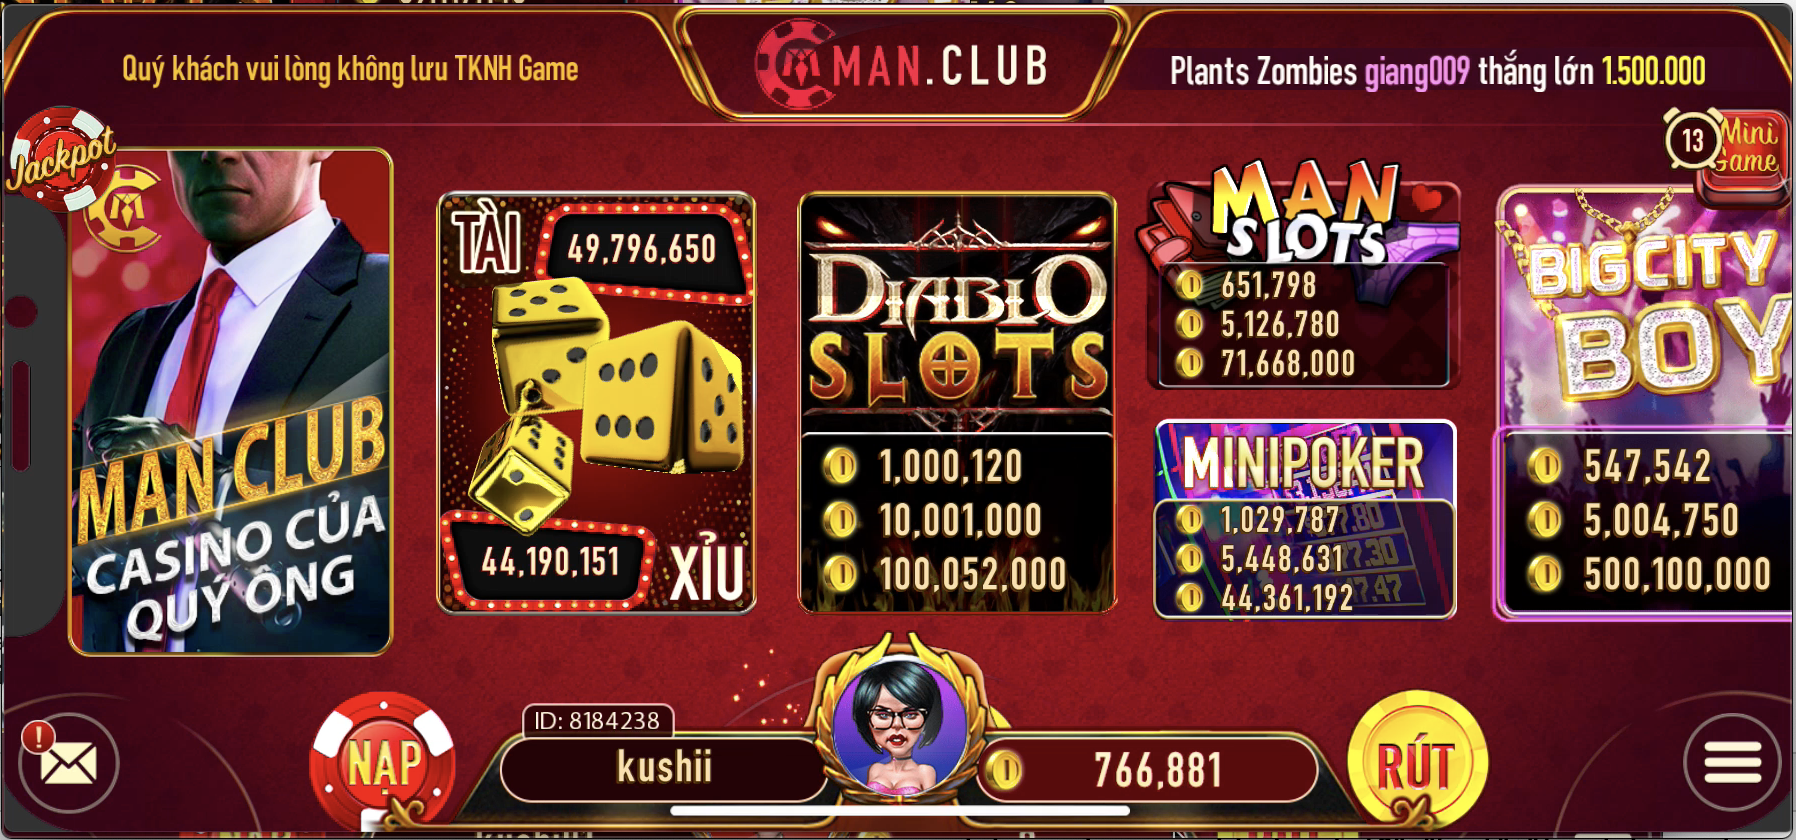 Quý khách vui lòng không lưu TKNH Game
MAN.CLUB
Plants Zombies giang009 thắng lớn 1.500.000
Jackpot
13
Mini
Game
MAN CLUB
CASINO CỦA
QUÝ ÔNG
TÀI
49,796,650
44,190,151
XỈU
DIABLO
SLOTS
1,000,120
10,001,000
100,052,000
MAN
SLOTS
651,798
5,126,780
71,668,000
MINIPOKER
1,029,787
5,448,631
44,361,192
BIGCITY
BOY
547,542
5,004,750
500,100,000
NẠP
ID: 8184238
kushii
766,881
RÚT